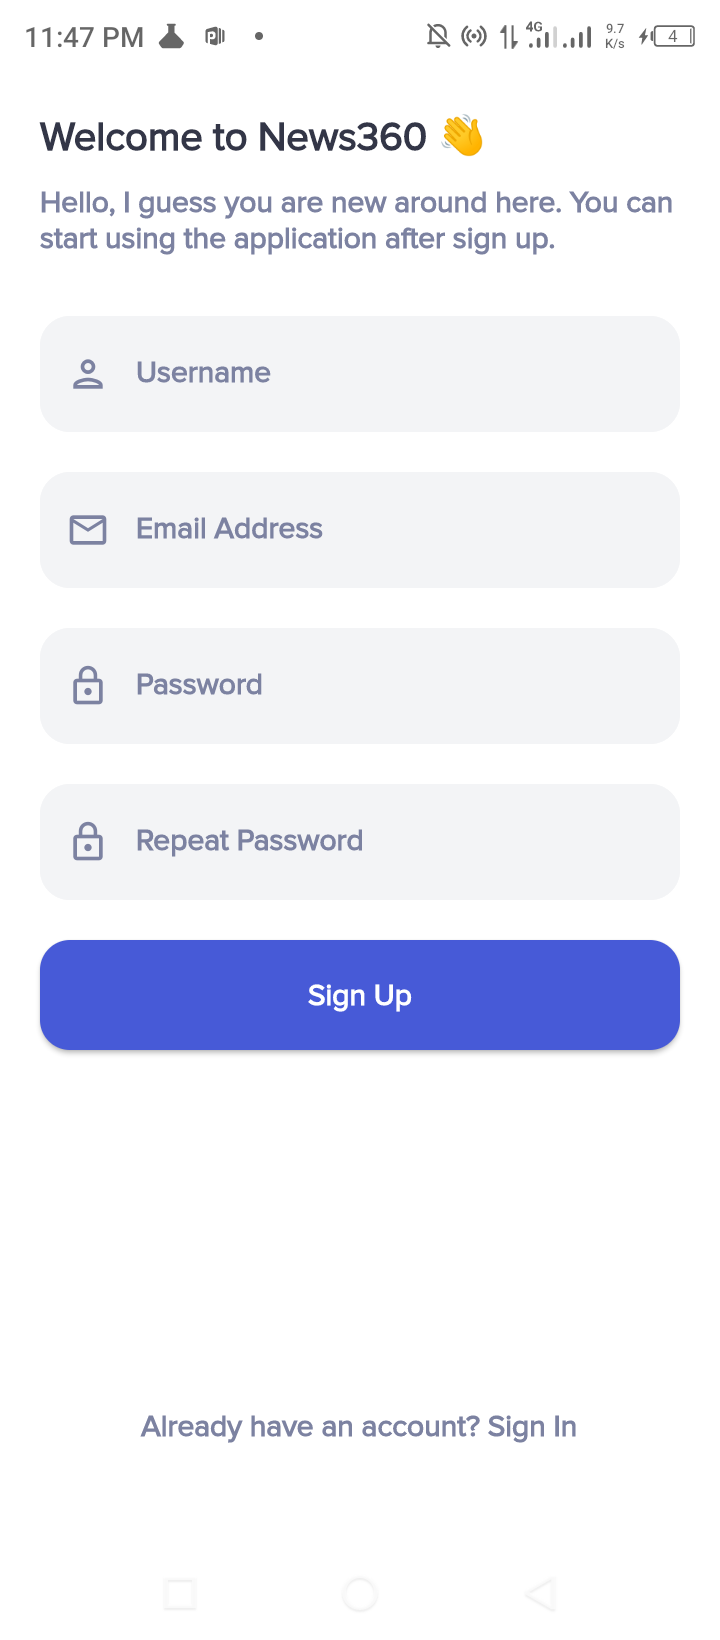 11:47 PM 4G 9.7 K/s 4
Welcome to News360 👋
Hello, I guess you are new around here. You can
start using the application after sign up.
Username
Email Address
Password
Repeat Password
Sign Up
Already have an account? Sign In